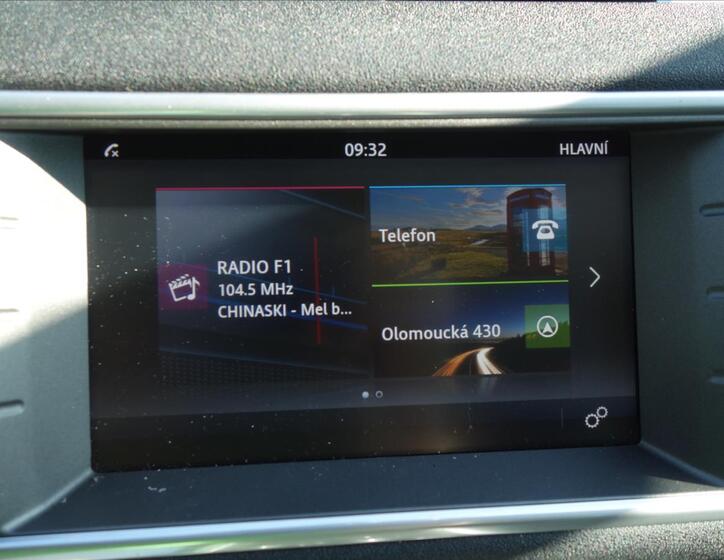 09:32
HLAVNÍ
RADIO F1
104.5 MHz
CHINASKI - Mel b...
Telefon
Olomoucká 430